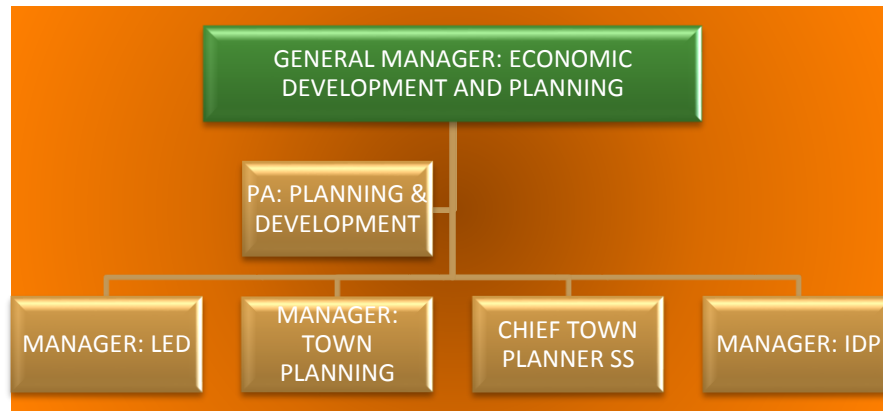 GENERAL MANAGER: ECONOMIC
DEVELOPMENT AND PLANNING
PA: PLANNING &
DEVELOPMENT
MANAGER: LED
MANAGER:
TOWN
PLANNING
CHIEF TOWN
PLANNER SS
MANAGER: IDP